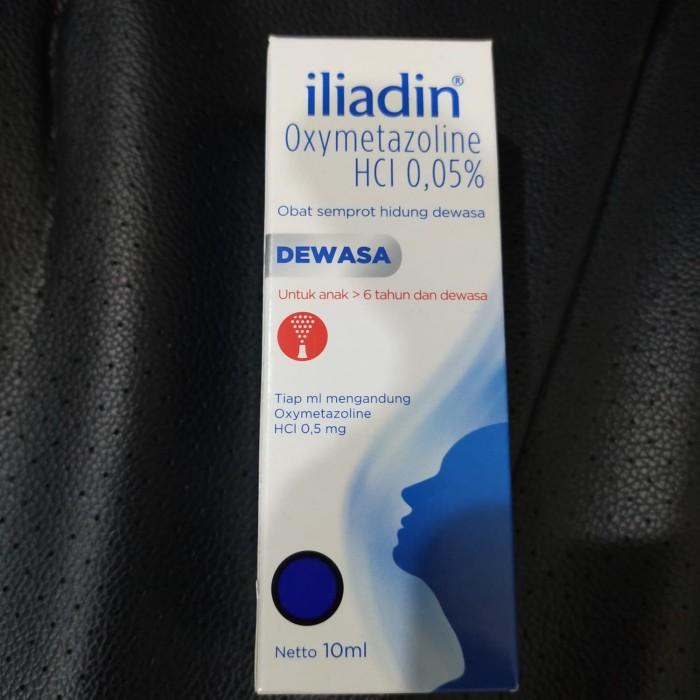 iliadin®
Oxymetazoline
HCl 0,05%
Obat semprot hidung dewasa
DEWASA
Untuk anak > 6 tahun dan dewasa
Tiap ml mengandung
Oxymetazoline
HCl 0,5 mg
Netto 10ml